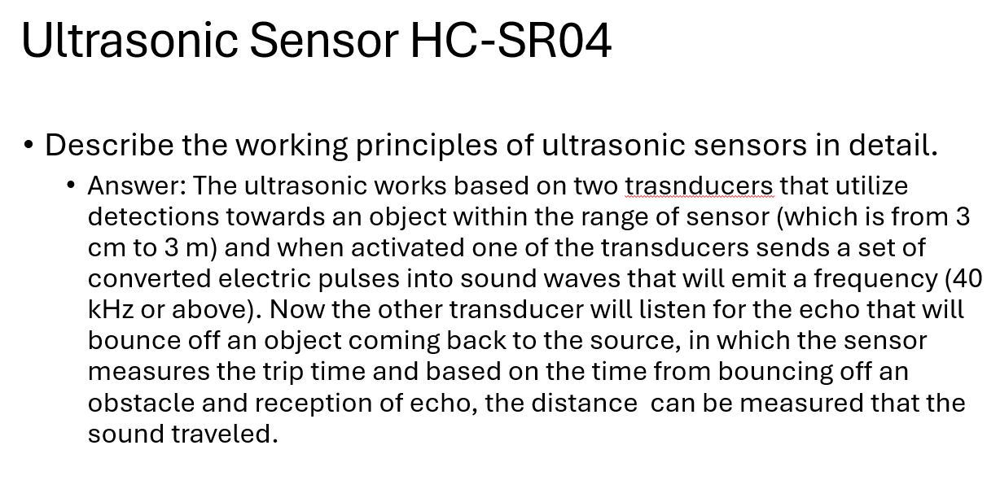 Ultrasonic Sensor HC-SR04
• Describe the working principles of ultrasonic sensors in detail.
• Answer: The ultrasonic works based on two trasnducers that utilize
detections towards an object within the range of sensor (which is from 3
cm to 3 m) and when activated one of the transducers sends a set of
converted electric pulses into sound waves that will emit a frequency (40
kHz or above). Now the other transducer will listen for the echo that will
bounce off an object coming back to the source, in which the sensor
measures the trip time and based on the time from bouncing off an
obstacle and reception of echo, the distance  can be measured that the
sound traveled.